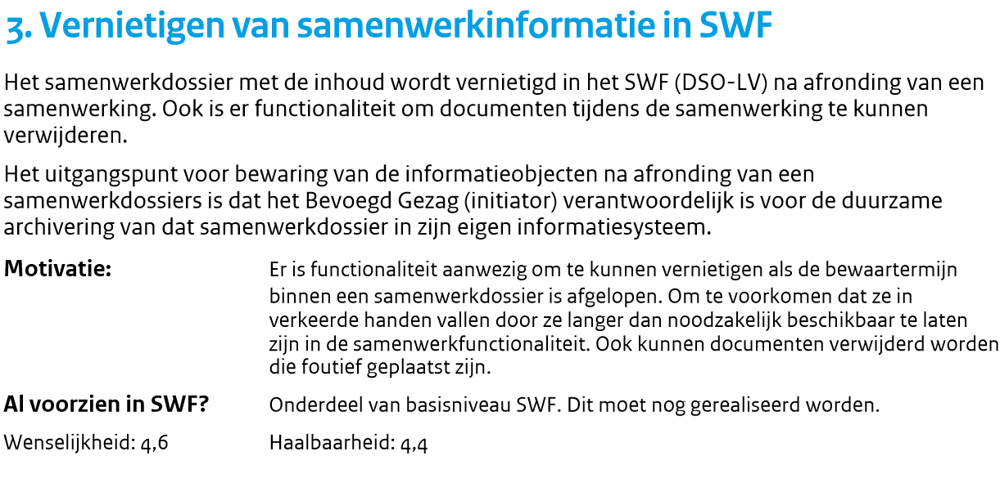 3. Vernietigen van samenwerkinformatie in SWF
Het samenwerkdossier met de inhoud wordt vernietigd in het SWF (DSO-LV) na afronding van een
samenwerking. Ook is er functionaliteit om documenten tijdens de samenwerking te kunnen
verwijderen.
Het uitgangspunt voor bewaring van de informatieobjecten na afronding van een
samenwerkdossiers is dat het Bevoegd Gezag (initiator) verantwoordelijk is voor de duurzame
archivering van dat samenwerkdossier in zijn eigen informatiesysteem.
Motivatie: Er is functionaliteit aanwezig om te kunnen vernietigen als de bewaartermijn
binnen een samenwerkdossier is afgelopen. Om te voorkomen dat ze in
verkeerde handen vallen door ze langer dan noodzakelijk beschikbaar te laten
zijn in de samenwerkfunctionaliteit. Ook kunnen documenten verwijderd worden
die foutief geplaatst zijn.
Al voorzien in SWF? Onderdeel van basisniveau SWF. Dit moet nog gerealiseerd worden.
Wenselijkheid: 4,6 Haalbaarheid: 4,4